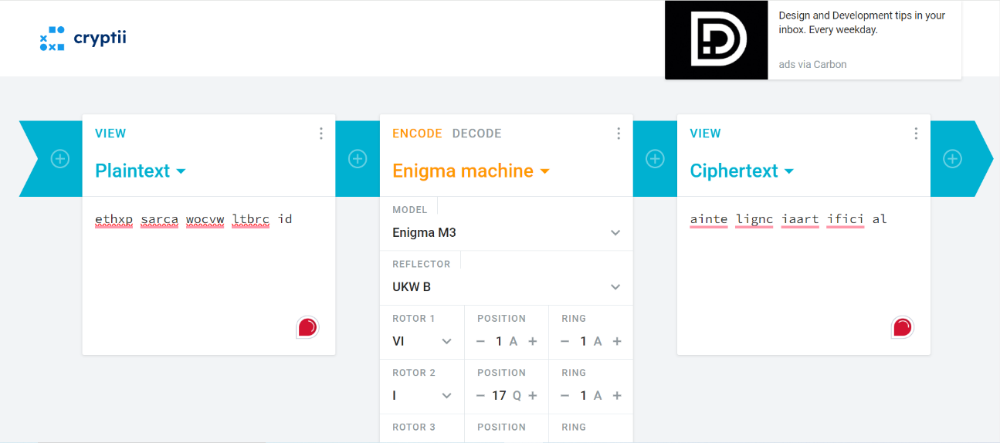 cryptii
Design and Development tips in your
inbox. Every weekday.
ads via Carbon
VIEW
Plaintext
ethxp sarca wocvw ltbrc id
ENCODE DECODE
Enigma machine
MODEL
Enigma M3
REFLECTOR
UKW B
ROTOR 1 POSITION RING
VI − 1 A + − 1 A +
ROTOR 2 POSITION RING
I − 17 Q + − 1 A +
ROTOR 3 POSITION RING
VIEW
Ciphertext
ainte lignc iaart ifici al